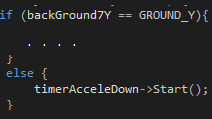 if (backGround7Y == GROUND_Y){
. . . .
}
else {
timerAcceleDown->Start();
}